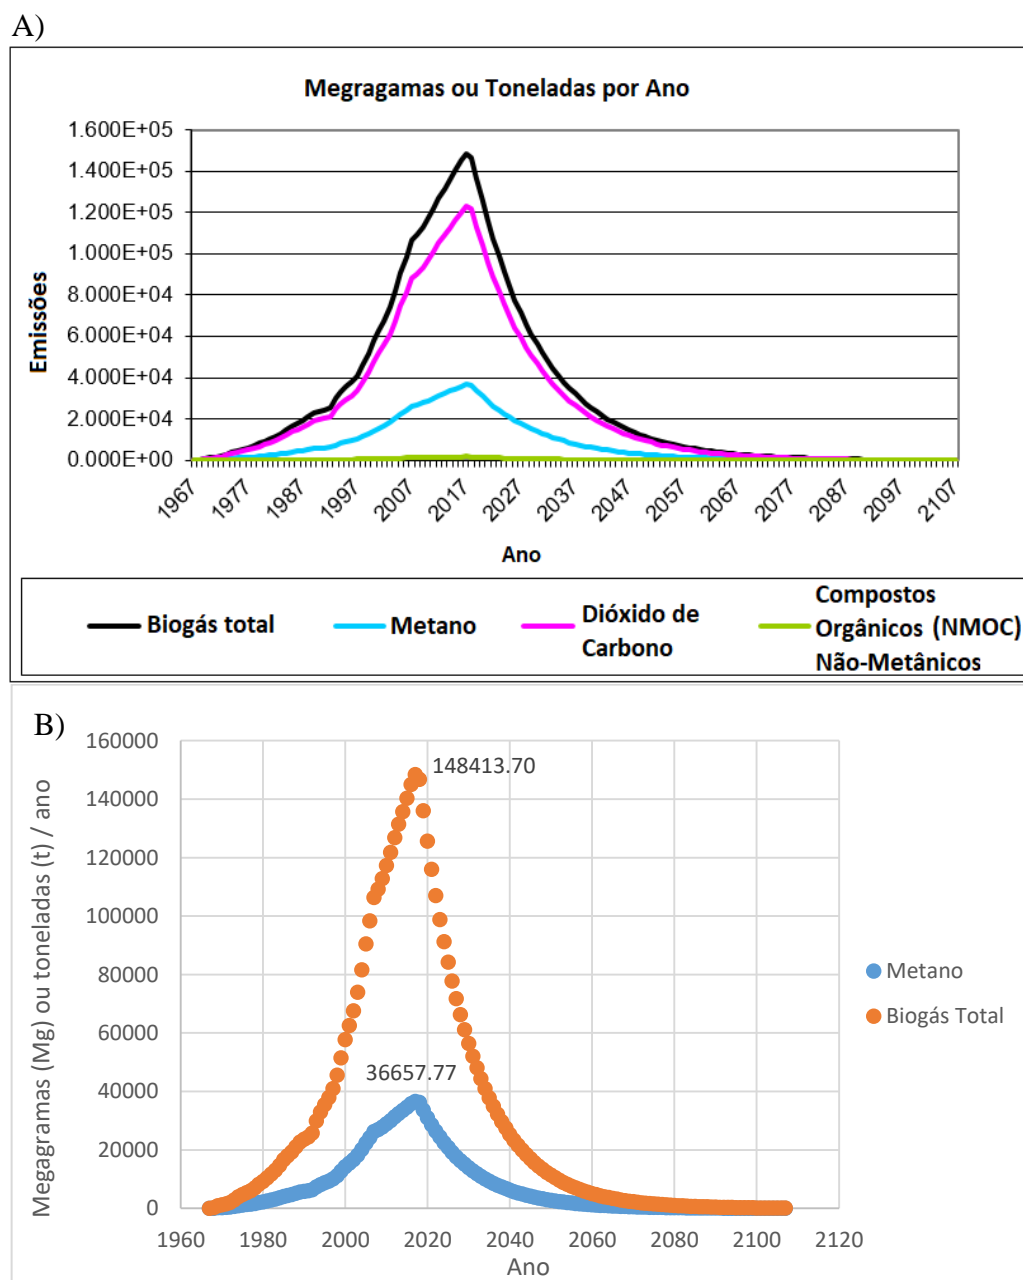 A)
Megragamas ou Toneladas por Ano
1.600E+05
1.400E+05
1.200E+05
1.000E+05
8.000E+04
6.000E+04
4.000E+04
2.000E+04
0.000E+00
Emissões
1967 1977 1987 1997 2007 2017 2027 2037 2047 2057 2067 2077 2087 2097 2107
Ano
Biogás total
Metano
Dióxido de
Carbono
Compostos
Orgânicos (NMOC)
Não-Metânicos
B)
Megagramas (Mg) ou toneladas (t) / ano
160000
140000
120000
100000
80000
60000
40000
20000
0
148413.70
36657.77
1960 1980 2000 2020 2040 2060 2080 2100 2120
Ano
Metano
Biogás Total